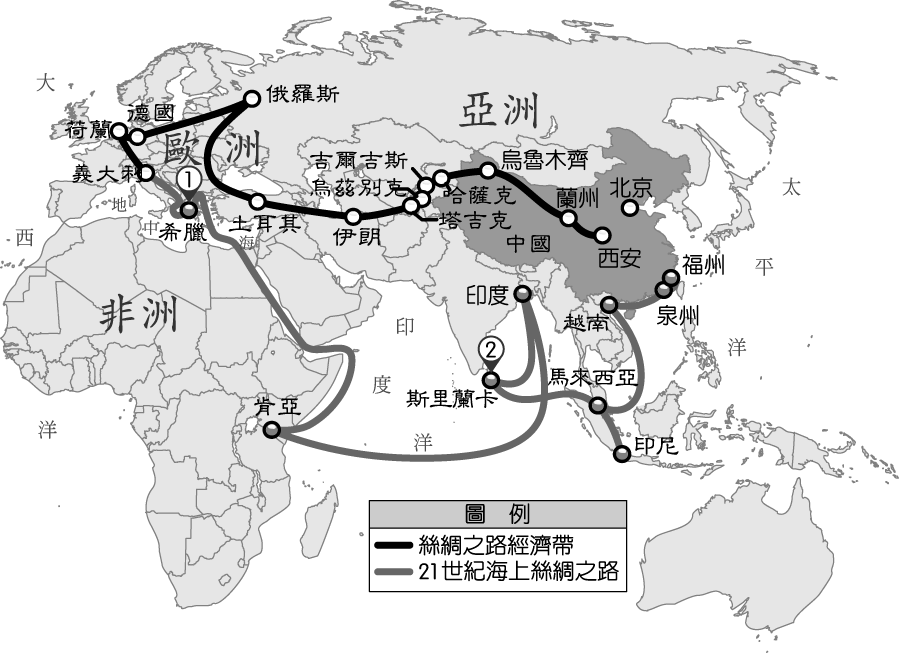 大
西
洋
太
平
洋
印
度
洋
地
中
海
歐洲
亞洲
非洲
俄羅斯
德國
荷蘭
義大利
①
希臘
土耳其
伊朗
吉爾吉斯
烏茲別克
哈薩克
塔吉克
烏魯木齊
蘭州
北京
西安
中國
福州
泉州
越南
印度
②
斯里蘭卡
馬來西亞
印尼
肯亞
圖例
絲綢之路經濟帶
21世紀海上絲綢之路